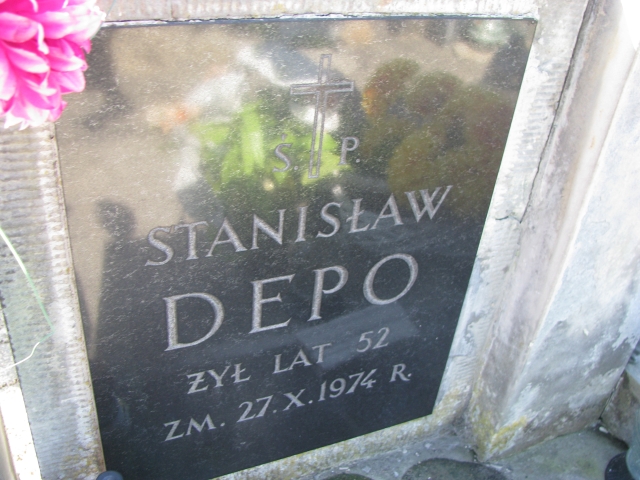 Ś. P.
STANISŁAW
DEPO
ŻYŁ LAT 52
ZM. 27.X.1974 R.